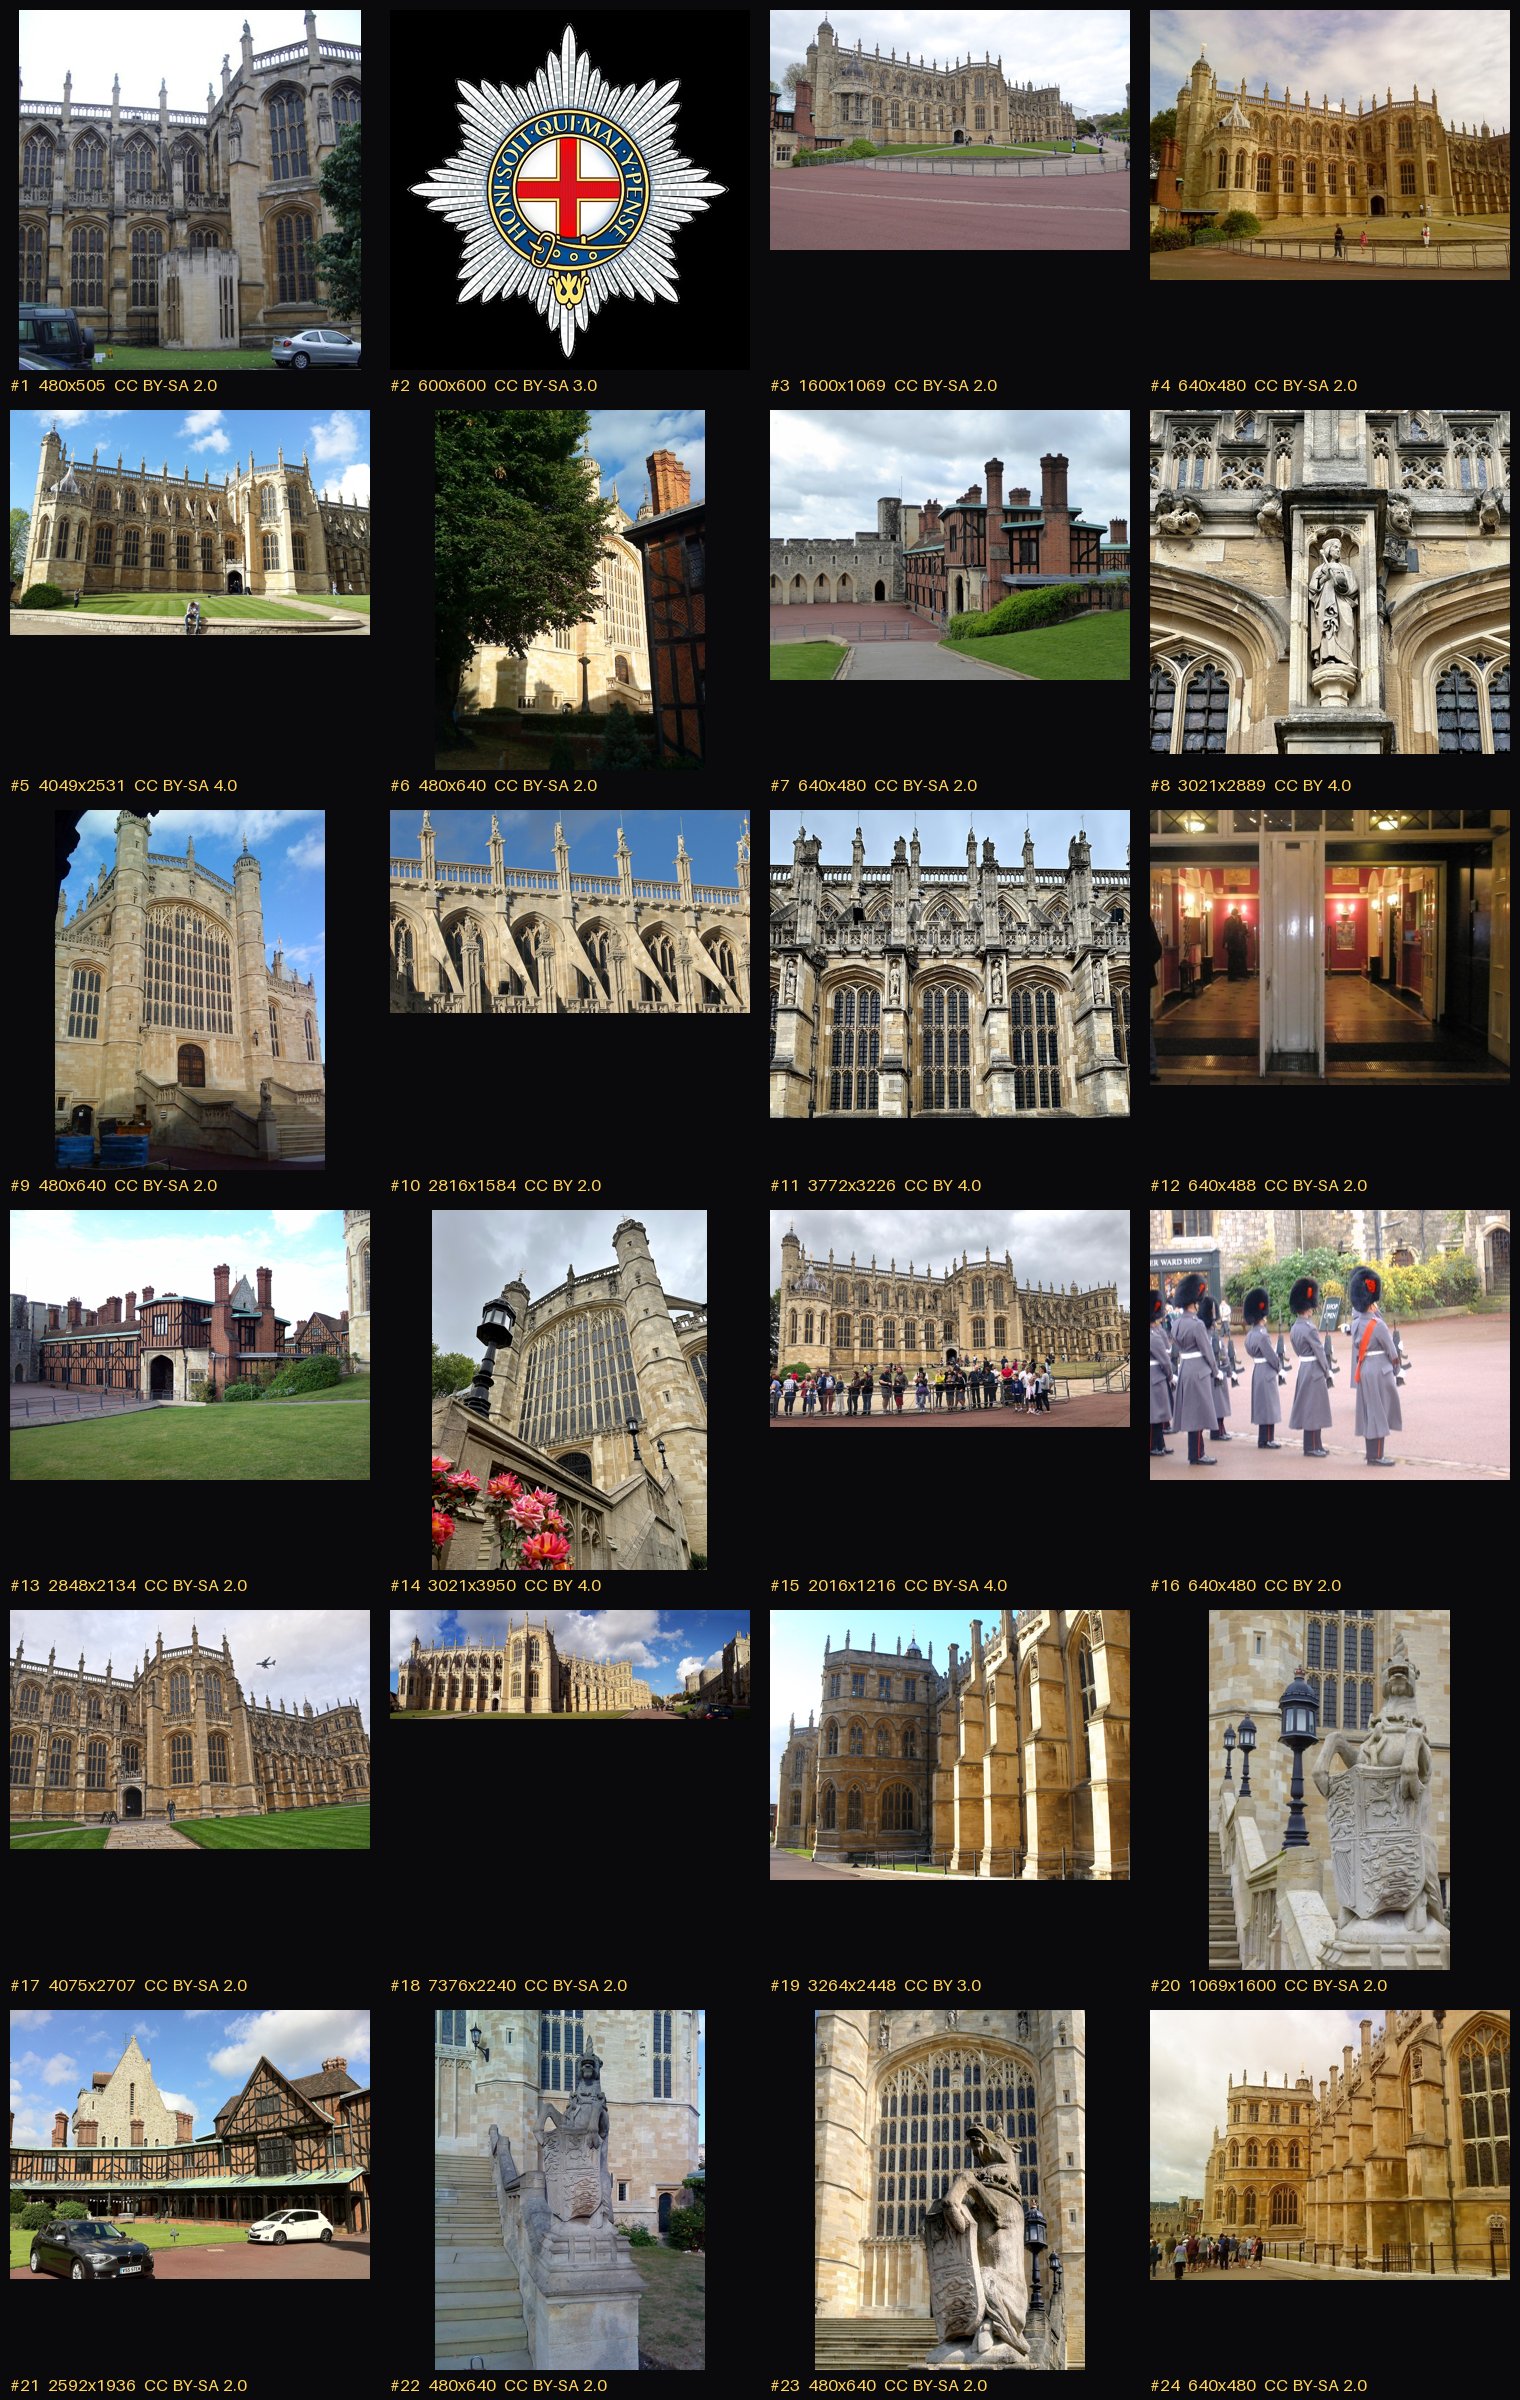 HONI·SOIT·QUI·MAL·Y·PENSE
#1 480x505 CC BY-SA 2.0
#2 600x600 CC BY-SA 3.0
#3 1600x1069 CC BY-SA 2.0
#4 640x480 CC BY-SA 2.0
#5 4049x2531 CC BY-SA 4.0
#6 480x640 CC BY-SA 2.0
#7 640x480 CC BY-SA 2.0
#8 3021x2889 CC BY 4.0
#9 480x640 CC BY-SA 2.0
#10 2816x1584 CC BY 2.0
#11 3772x3226 CC BY 4.0
#12 640x488 CC BY-SA 2.0
ER WARD SHOP
SHOP
OPEN
#13 2848x2134 CC BY-SA 2.0
#14 3021x3950 CC BY 4.0
#15 2016x1216 CC BY-SA 4.0
#16 640x480 CC BY 2.0
#17 4075x2707 CC BY-SA 2.0
#18 7376x2240 CC BY-SA 2.0
#19 3264x2448 CC BY 3.0
#20 1069x1600 CC BY-SA 2.0
#21 2592x1936 CC BY-SA 2.0
#22 480x640 CC BY-SA 2.0
#23 480x640 CC BY-SA 2.0
#24 640x480 CC BY-SA 2.0